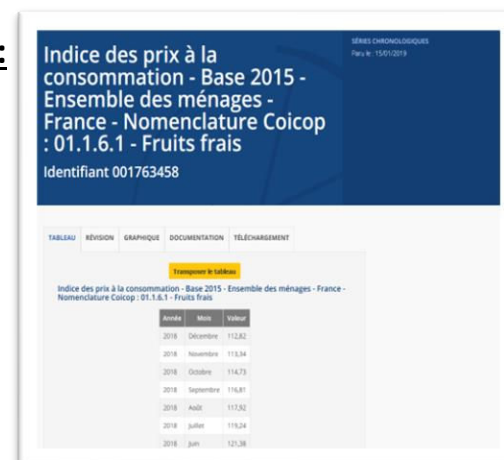 :
Indice des prix à la
consommation - Base 2015 -
Ensemble des ménages -
France - Nomenclature Coicop
: 01.1.6.1 - Fruits frais
Identifiant 001763458
SÉRIES CHRONOLOGIQUES
Paru le : 15/01/2019
TABLEAU RÉVISION GRAPHIQUE DOCUMENTATION TÉLÉCHARGEMENT
Transposer le tableau
Indice des prix à la consommation - Base 2015 - Ensemble des ménages - France -
Nomenclature Coicop : 01.1.6.1 - Fruits frais
Année Mois Valeur
2018 Décembre 112,82
2018 Novembre 113,34
2018 Octobre 114,73
2018 Septembre 116,81
2018 Août 117,92
2018 Juillet 119,24
2018 Juin 121,38